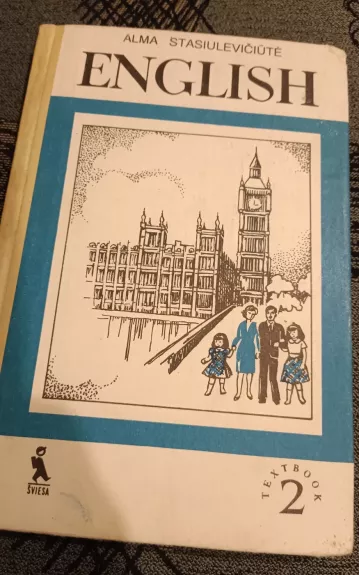 ALMA STASIULEVIČIŪTĖ
ENGLISH
ŠVIESA
TEXTBOOK
2